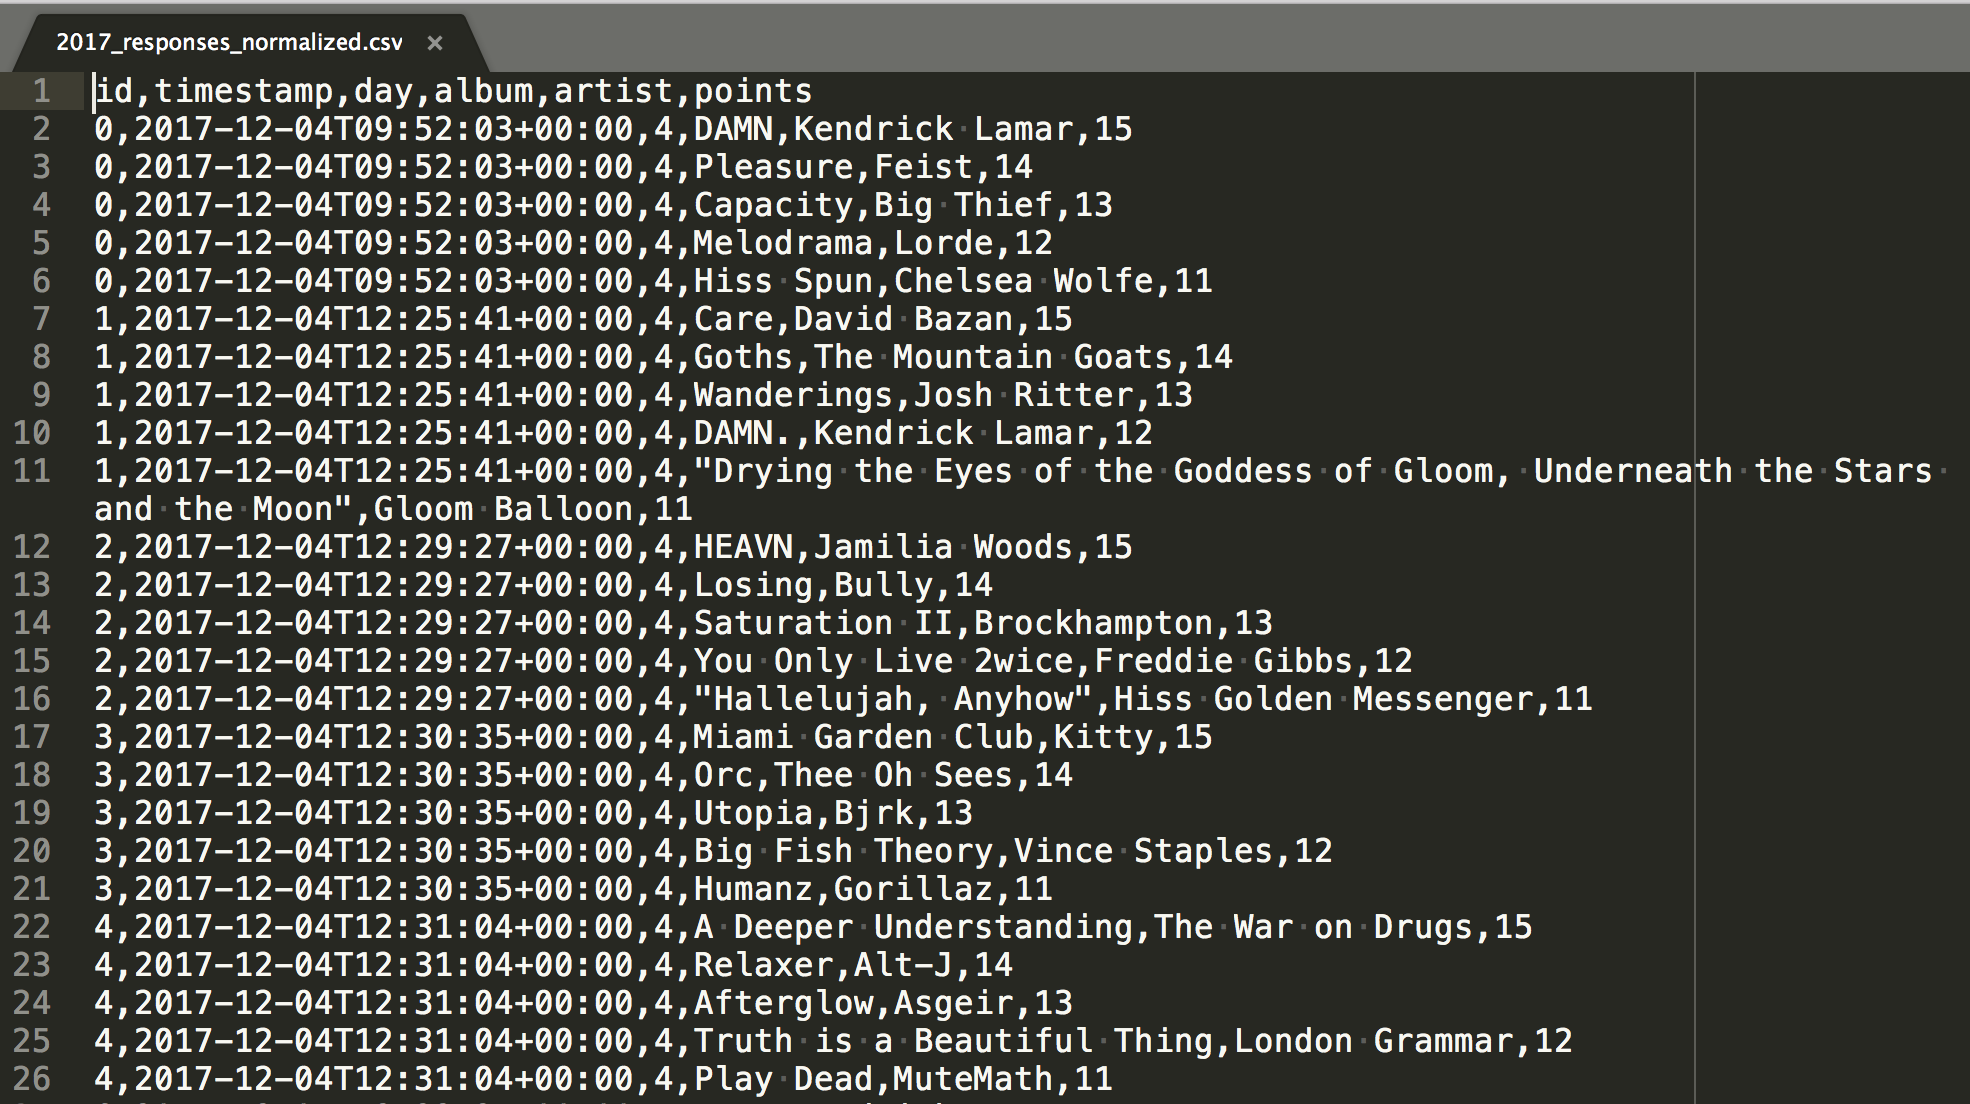 2017_responses_normalized.csv ×
1 id,timestamp,day,album,artist,points
2 0,2017-12-04T09:52:03+00:00,4,DAMN,Kendrick Lamar,15
3 0,2017-12-04T09:52:03+00:00,4,Pleasure,Feist,14
4 0,2017-12-04T09:52:03+00:00,4,Capacity,Big Thief,13
5 0,2017-12-04T09:52:03+00:00,4,Melodrama,Lorde,12
6 0,2017-12-04T09:52:03+00:00,4,Hiss Spun,Chelsea Wolfe,11
7 1,2017-12-04T12:25:41+00:00,4,Care,David Bazan,15
8 1,2017-12-04T12:25:41+00:00,4,Goths,The Mountain Goats,14
9 1,2017-12-04T12:25:41+00:00,4,Wanderings,Josh Ritter,13
10 1,2017-12-04T12:25:41+00:00,4,DAMN.,Kendrick Lamar,12
11 1,2017-12-04T12:25:41+00:00,4,"Drying the Eyes of the Goddess of Gloom, Underneath the Stars
and the Moon",Gloom Balloon,11
12 2,2017-12-04T12:29:27+00:00,4,HEAVN,Jamilia Woods,15
13 2,2017-12-04T12:29:27+00:00,4,Losing,Bully,14
14 2,2017-12-04T12:29:27+00:00,4,Saturation II,Brockhampton,13
15 2,2017-12-04T12:29:27+00:00,4,You Only Live 2wice,Freddie Gibbs,12
16 2,2017-12-04T12:29:27+00:00,4,"Hallelujah, Anyhow",Hiss Golden Messenger,11
17 3,2017-12-04T12:30:35+00:00,4,Miami Garden Club,Kitty,15
18 3,2017-12-04T12:30:35+00:00,4,Orc,Thee Oh Sees,14
19 3,2017-12-04T12:30:35+00:00,4,Utopia,Bjrk,13
20 3,2017-12-04T12:30:35+00:00,4,Big Fish Theory,Vince Staples,12
21 3,2017-12-04T12:30:35+00:00,4,Humanz,Gorillaz,11
22 4,2017-12-04T12:31:04+00:00,4,A Deeper Understanding,The War on Drugs,15
23 4,2017-12-04T12:31:04+00:00,4,Relaxer,Alt-J,14
24 4,2017-12-04T12:31:04+00:00,4,Afterglow,Asgeir,13
25 4,2017-12-04T12:31:04+00:00,4,Truth is a Beautiful Thing,London Grammar,12
26 4,2017-12-04T12:31:04+00:00,4,Play Dead,MuteMath,11